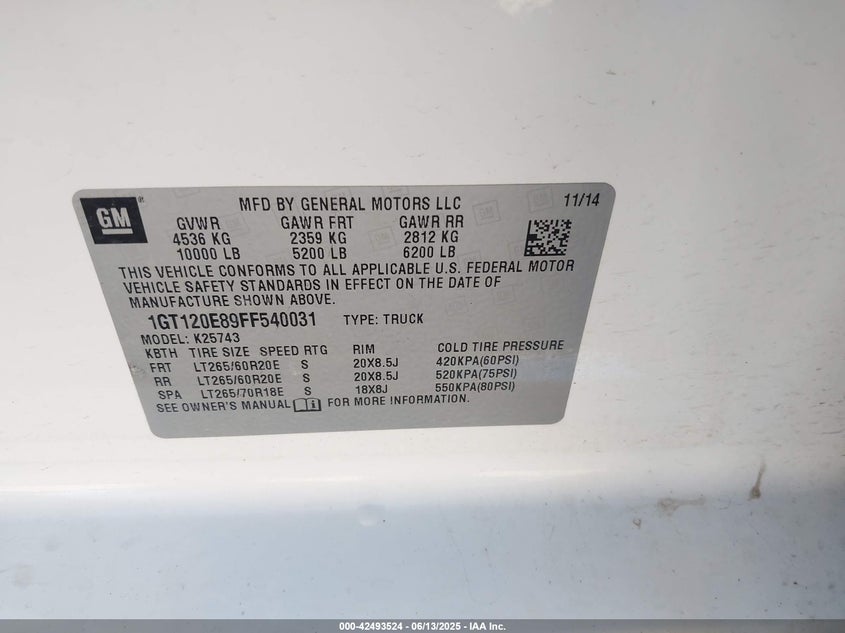 GM ® MFD BY GENERAL MOTORS LLC 11/14
GVWR GAWR FRT GAWR RR
4536 KG 2359 KG 2812 KG
10000 LB 5200 LB 6200 LB
THIS VEHICLE CONFORMS TO ALL APPLICABLE U.S. FEDERAL MOTOR
VEHICLE SAFETY STANDARDS IN EFFECT ON THE DATE OF
MANUFACTURE SHOWN ABOVE.
1GT120E89FF540031 TYPE: TRUCK
MODEL: K25743
KBTH TIRE SIZE SPEED RTG RIM COLD TIRE PRESSURE
FRT LT265/60R20E S 20X8.5J 420KPA(60PSI)
RR LT265/60R20E S 20X8.5J 520KPA(75PSI)
SPA LT265/70R18E S 18X8J 550KPA(80PSI)
SEE OWNER'S MANUAL FOR MORE INFORMATION.
000-42493524 - 06/13/2025 - IAA Inc.